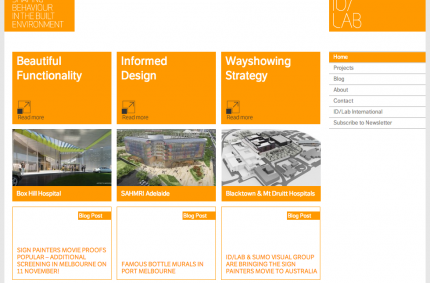 BEHAVIOUR
IN THE BUILT
ENVIRONMENT
ID/
LAB
Beautiful
Functionality
Read more
Informed
Design
Read more
Wayshowing
Strategy
Read more
Home
Projects
Blog
About
Contact
ID/Lab International
Subscribe to Newsletter
Box Hill Hospital
SAHMRI Adelaide
Blacktown & Mt Druitt Hospitals
Blog Post
SIGN PAINTERS MOVIE PROOFS
POPULAR – ADDITIONAL
SCREENING IN MELBOURNE ON
11 NOVEMBER!
Blog Post
FAMOUS BOTTLE MURALS IN
PORT MELBOURNE
Blog Post
ID/LAB & SUMO VISUAL GROUP
ARE BRINGING THE SIGN
PAINTERS MOVIE TO AUSTRALIA